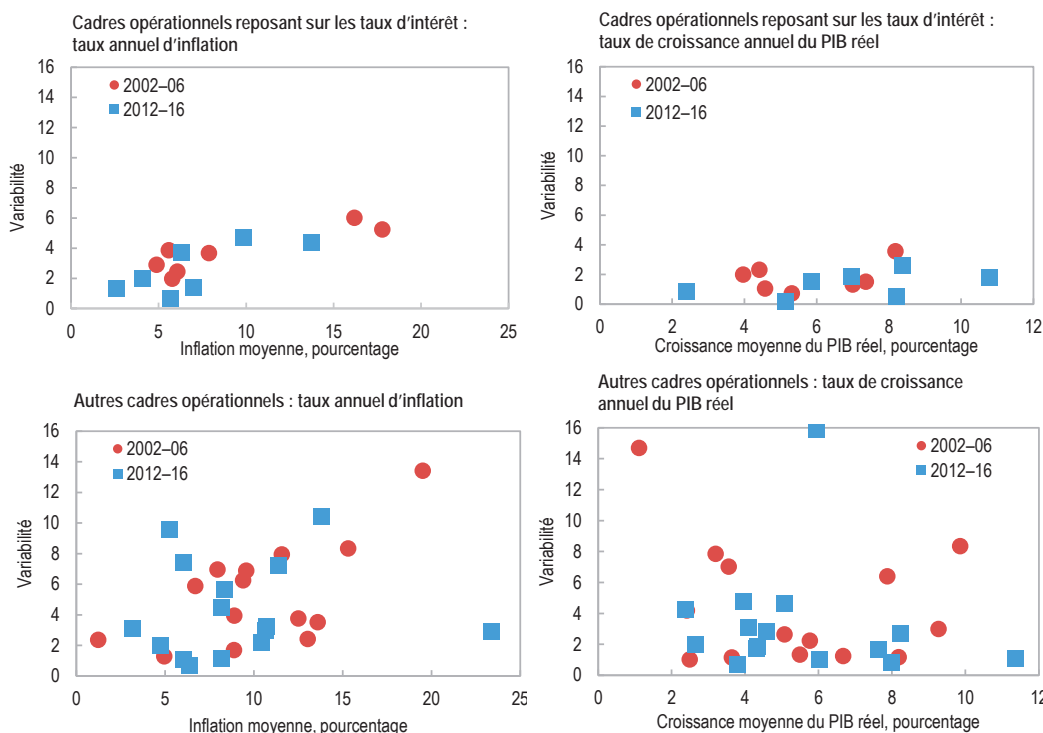 Cadres opérationnels reposant sur les taux d'intérêt :
taux annuel d'inflation
16
14
12
10
8
6
4
2
0
Variabilité
2002–06
2012–16
0 5 10 15 20 25
Inflation moyenne, pourcentage
Cadres opérationnels reposant sur les taux d'intérêt :
taux de croissance annuel du PIB réel
16
14
12
10
8
6
4
2
0
Variabilité
2002–06
2012–16
0 2 4 6 8 10 12
Croissance moyenne du PIB réel, pourcentage
Autres cadres opérationnels : taux annuel d'inflation
16
14
12
10
8
6
4
2
0
Variabilité
2002–06
2012–16
0 5 10 15 20 25
Inflation moyenne, pourcentage
Autres cadres opérationnels : taux de croissance
annuel du PIB réel
16
14
12
10
8
6
4
2
0
Variabilité
2002–06
2012–16
0 2 4 6 8 10 12
Croissance moyenne du PIB réel, pourcentage